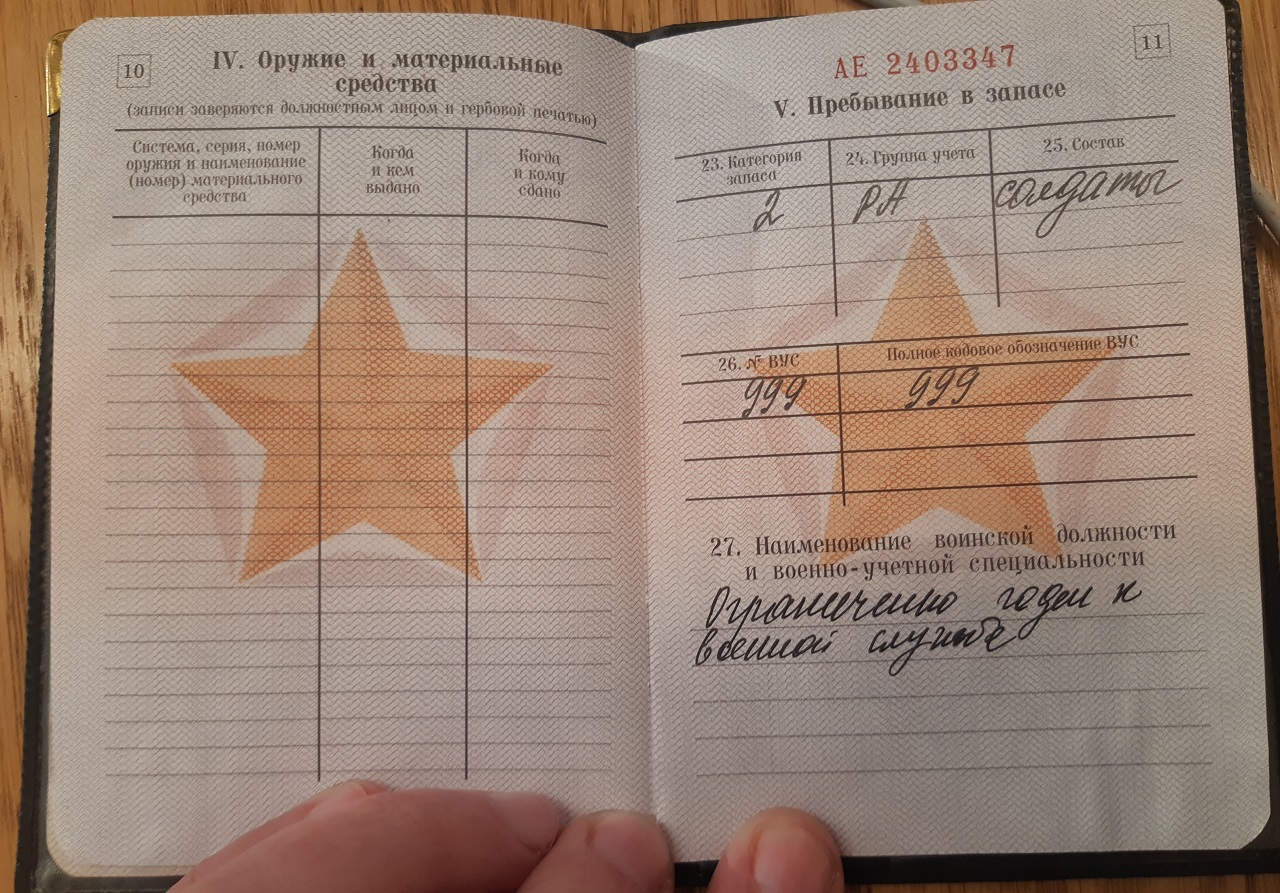 10
IV. Оружие и материальные
средства
(записи заверяются должностным лицом и гербовой печатью)
Система, серия, номер
оружия и наименование
(номер) материального
средства
Когда
и кем
выдано
Когда
и кому
сдано
11
АЕ 2403347
V. Пребывание в запасе
23. Категория
запаса
24. Группа учета
25. Состав
2
РА
солдаты
26. № ВУС
Полное кодовое обозначение ВУС
999
999
27. Наименование воинской должности
и военно-учетной специальности
Ограниченно годен к
военной службе